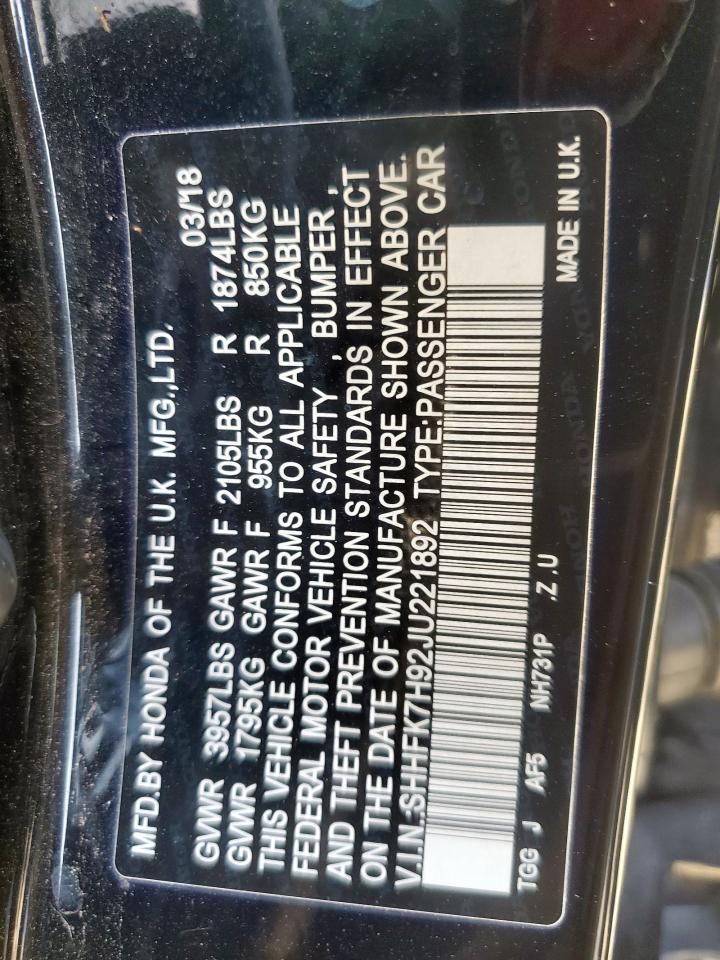 MFD.BY HONDA OF THE U.K. MFG.,LTD.
03/18
GVWR 3957LBS GAWR F 2105LBS R 1874LBS
GVWR 1795KG GAWR F 955KG R 850KG
THIS VEHICLE CONFORMS TO ALL APPLICABLE
FEDERAL MOTOR VEHICLE SAFETY , BUMPER ,
AND THEFT PREVENTION STANDARDS IN EFFECT
ON THE DATE OF MANUFACTURE SHOWN ABOVE.
V.I.N.:SHHFK7H92JU221892 TYPE:PASSENGER CAR
TGG J AF5 NH731P .Z .U MADE IN U.K.
HONDA